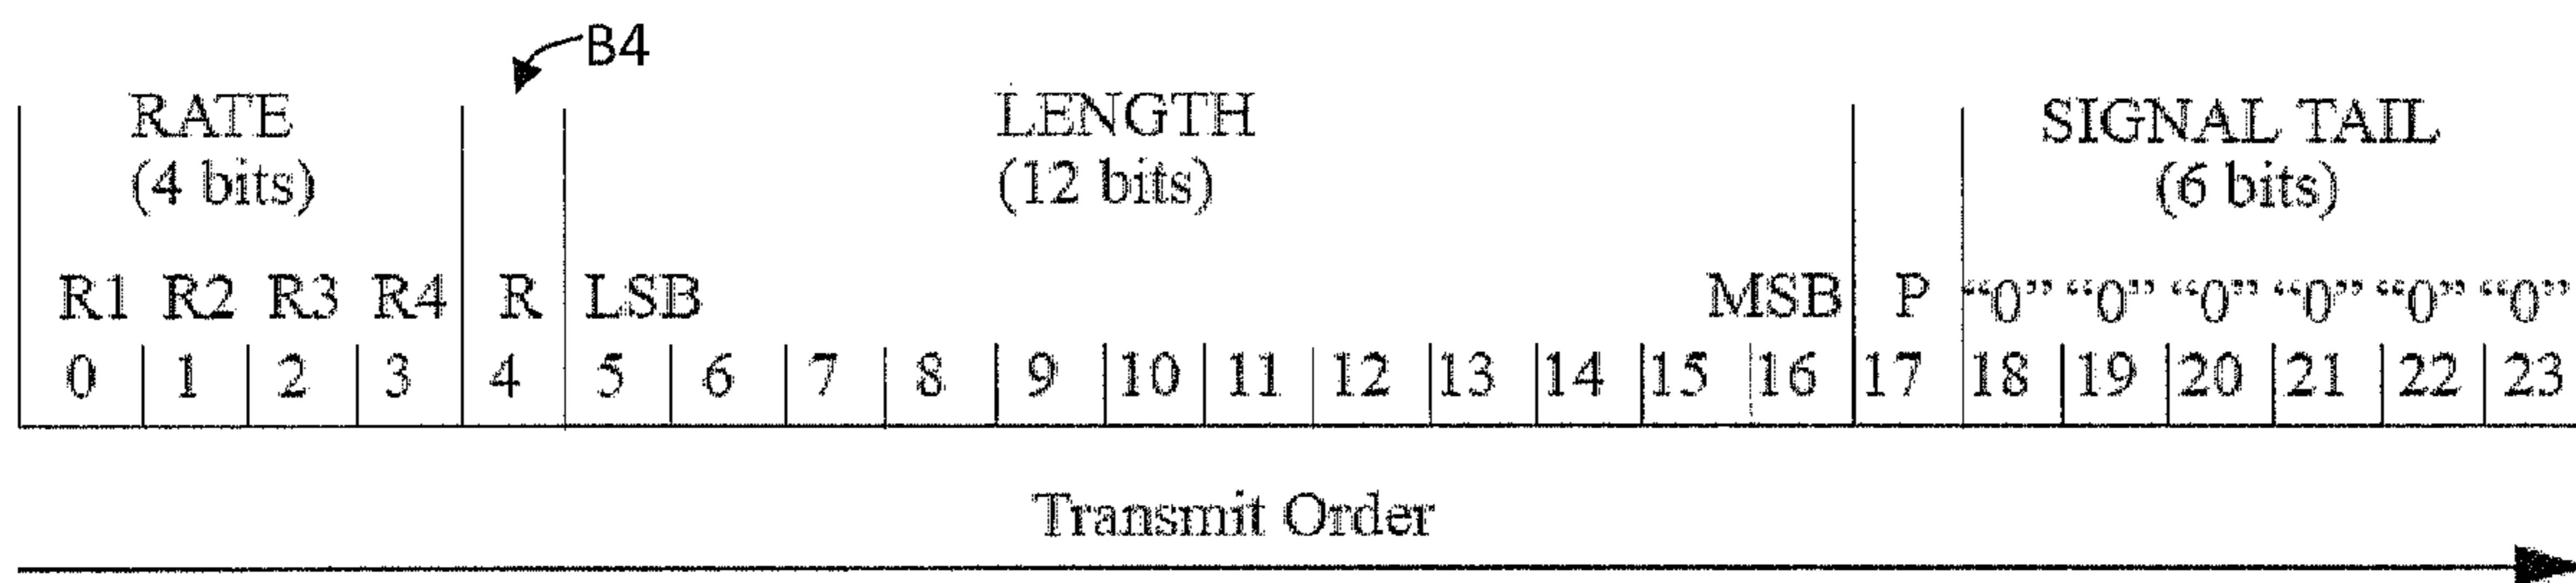 B4
RATE LENGTH SIGNAL TAIL
(4 bits) (12 bits) (6 bits)
R1 R2 R3 R4 R LSB MSB P “0” “0” “0” “0” “0” “0”
0 1 2 3 4 5 6 7 8 9 10 11 12 13 14 15 16 17 18 19 20 21 22 23
Transmit Order